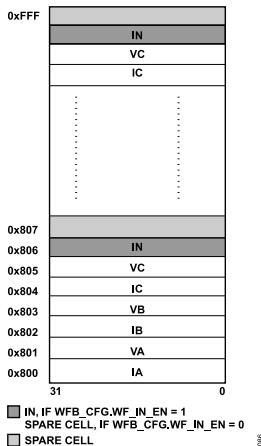 0xFFF
IN
VC
IC
0x807
0x806 IN
0x805 VC
0x804 IC
0x803 VB
0x802 IB
0x801 VA
0x800 IA
31 0
IN, IF WFB_CFG.WF_IN_EN = 1
SPARE CELL, IF WFB_CFG.WF_IN_EN = 0
SPARE CELL